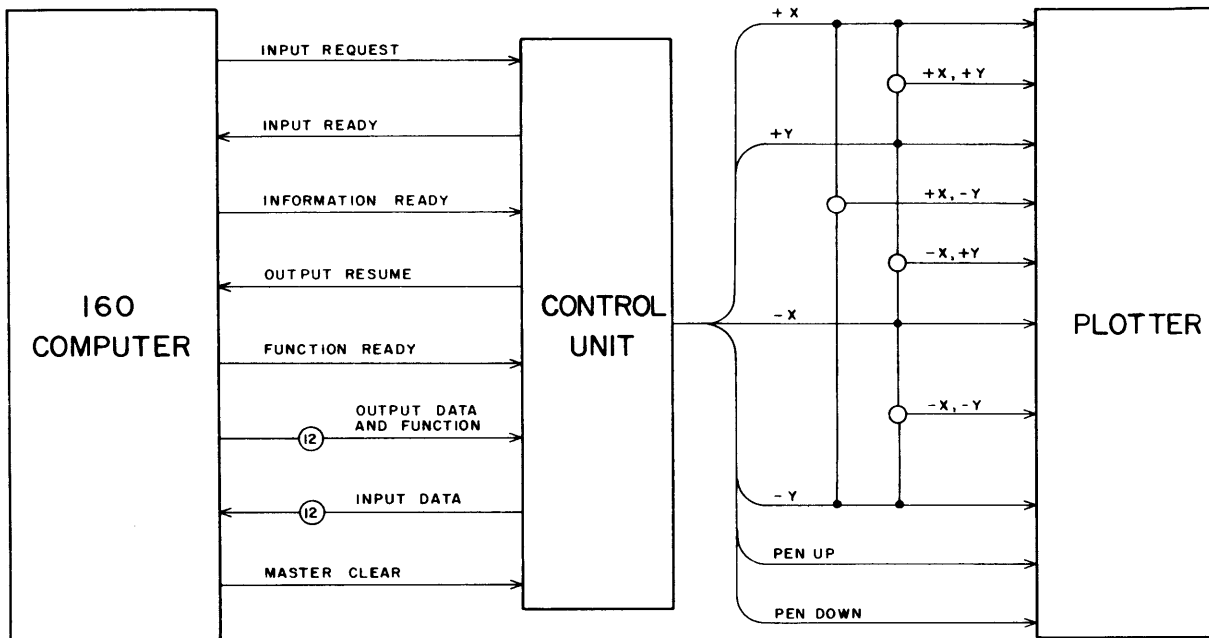 160
COMPUTER
INPUT REQUEST
INPUT READY
INFORMATION READY
OUTPUT RESUME
FUNCTION READY
OUTPUT DATA
AND FUNCTION
12
INPUT DATA
12
MASTER CLEAR
CONTROL
UNIT
+X
+X, +Y
+Y
+X, -Y
-X, +Y
-X
-X, -Y
-Y
PEN UP
PEN DOWN
PLOTTER